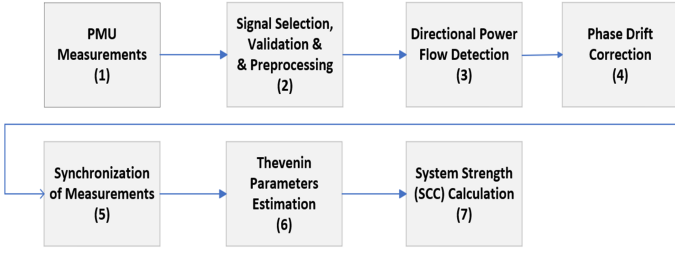 PMU
Measurements
(1)
Signal Selection,
Validation &
& Preprocessing
(2)
Directional Power
Flow Detection
(3)
Phase Drift
Correction
(4)
Synchronization
of Measurements
(5)
Thevenin
Parameters
Estimation
(6)
System Strength
(SCC) Calculation
(7)